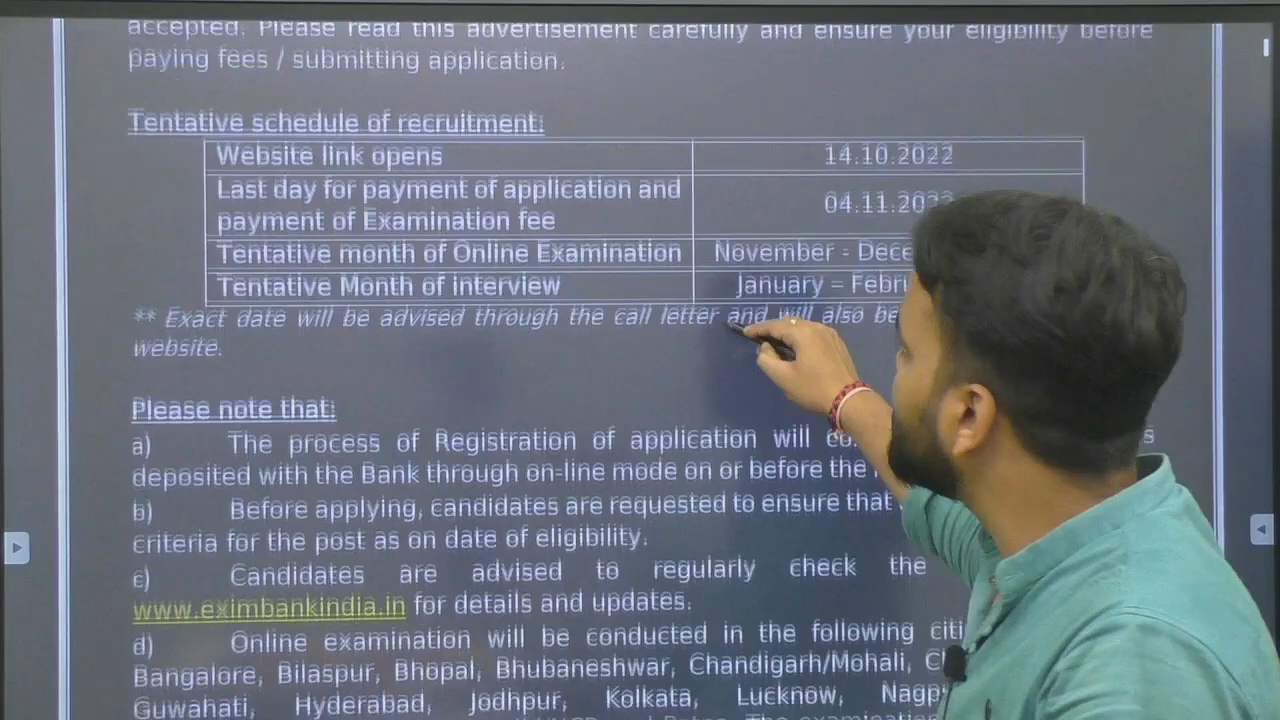 accepted. Please read this advertisement carefully and ensure your eligibility before
paying fees / submitting application.
Tentative schedule of recruitment:
Website link opens 14.10.2022
Last day for payment of application and
payment of Examination fee 04.11.2022
Tentative month of Online Examination November - Dece
Tentative Month of interview January – Febru
** Exact date will be advised through the call letter and will also be
website.
Please note that:
a) The process of Registration of application will
deposited with the Bank through on-line mode on or before the
b) Before applying, candidates are requested to ensure that
criteria for the post as on date of eligibility.
c) Candidates are advised to regularly check the
www.eximbankindia.in for details and updates.
d) Online examination will be conducted in the following
Bangalore, Bilaspur, Bhopal, Bhubaneshwar, Chandigarh/Mohali,
Guwahati, Hyderabad, Jodhpur, Kolkata, Lucknow,